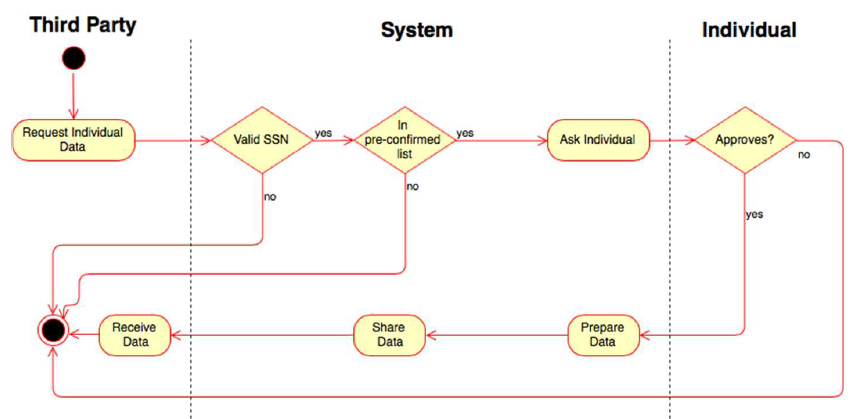 Third Party
System
Individual
Request Individual
Data
Valid SSN
yes
In
pre-confirmed
list
yes
Ask Individual
Approves?
no
no
no
yes
Receive
Data
Share
Data
Prepare
Data